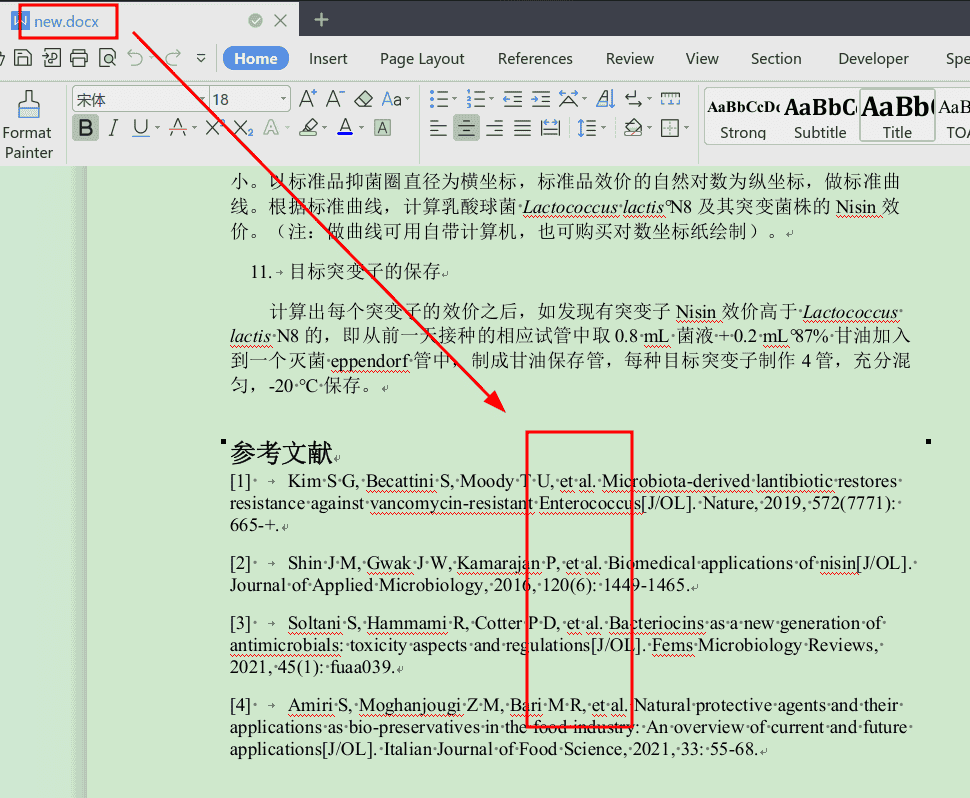 new.docx
Home Insert Page Layout References Review View Section Developer Spe
宋体 18 A+ A- Aa
Format Painter
B I U A X² X₂ A A A
AaBbCcDc AaBbC AaBb( AaB
Strong Subtitle Title TOA
小。以标准品抑菌圈直径为横坐标，标准品效价的自然对数为纵坐标，做标准曲
线。根据标准曲线，计算乳酸球菌 Lactococcus lactis N8 及其突变菌株的 Nisin 效
价。（注：做曲线可用自带计算机，也可购买对数坐标纸绘制）。
11. 目标突变子的保存
计算出每个突变子的效价之后，如发现有突变子 Nisin 效价高于 Lactococcus
lactis N8 的，即从前一天接种的相应试管中取 0.8 mL 菌液 + 0.2 mL 87% 甘油加入
到一个灭菌 eppendorf 管中，制成甘油保存管，每种目标突变子制作 4 管，充分混
匀，-20 ℃ 保存。
参考文献
[1] Kim S G, Becattini S, Moody T U, et al. Microbiota-derived lantibiotic restores
resistance against vancomycin-resistant Enterococcus[J/OL]. Nature, 2019, 572(7771):
665-+.
[2] Shin J M, Gwak J W, Kamarajan P, et al. Biomedical applications of nisin[J/OL].
Journal of Applied Microbiology, 2016, 120(6): 1449-1465.
[3] Soltani S, Hammami R, Cotter P D, et al. Bacteriocins as a new generation of
antimicrobials: toxicity aspects and regulations[J/OL]. Fems Microbiology Reviews,
2021, 45(1): fuaa039.
[4] Amiri S, Moghanjougi Z M, Bari M R, et al. Natural protective agents and their
applications as bio-preservatives in the food industry: An overview of current and future
applications[J/OL]. Italian Journal of Food Science, 2021, 33: 55-68.